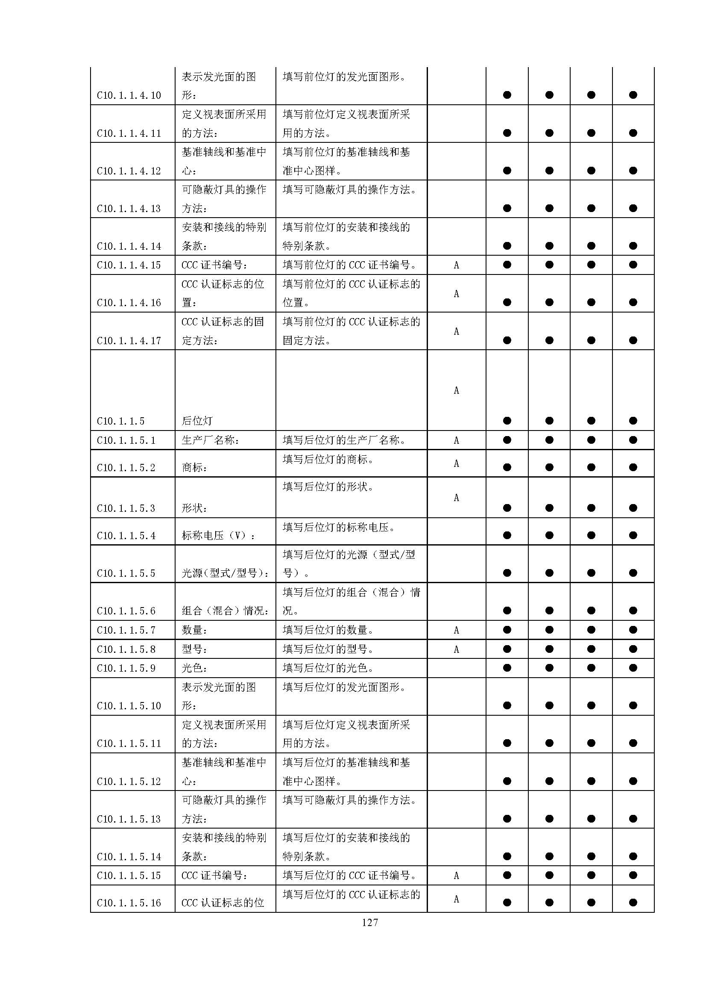 表示发光面的图 填写前位灯的发光面图形。
C10.1.1.4.10 形： ● ● ● ●
定义视表面所采用 填写前位灯定义视表面所采
C10.1.1.4.11 的方法： 用的方法。 ● ● ● ●
基准轴线和基准中 填写前位灯的基准轴线和基
C10.1.1.4.12 心： 准中心图样。 ● ● ● ●
可隐蔽灯具的操作 填写可隐蔽灯具的操作方法。
C10.1.1.4.13 方法： ● ● ● ●
安装和接线的特别 填写前位灯的安装和接线的
C10.1.1.4.14 条款： 特别条款。 ● ● ● ●
C10.1.1.4.15 CCC 证书编号： 填写前位灯的 CCC 证书编号。 A ● ● ● ●
CCC 认证标志的位 填写前位灯的 CCC 认证标志的 A
C10.1.1.4.16 置： 位置。 ● ● ● ●
CCC 认证标志的固 填写前位灯的 CCC 认证标志的 A
C10.1.1.4.17 定方法： 固定方法。 ● ● ● ●
A
C10.1.1.5 后位灯 ● ● ● ●
C10.1.1.5.1 生产厂名称： 填写后位灯的生产厂名称。 A ● ● ● ●
填写后位灯的商标。 A
C10.1.1.5.2 商标： ● ● ● ●
填写后位灯的形状。 A
C10.1.1.5.3 形状： ● ● ● ●
填写后位灯的标称电压。
C10.1.1.5.4 标称电压（V）： ● ● ● ●
填写后位灯的光源（型式/型
C10.1.1.5.5 光源(型式/型号)： 号）。 ● ● ● ●
填写后位灯的组合（混合）情
C10.1.1.5.6 组合（混合）情况： 况。 ● ● ● ●
C10.1.1.5.7 数量： 填写后位灯的数量。 A ● ● ● ●
C10.1.1.5.8 型号： 填写后位灯的型号。 A ● ● ● ●
C10.1.1.5.9 光色： 填写后位灯的光色。 ● ● ● ●
表示发光面的图 填写后位灯的发光面图形。
C10.1.1.5.10 形： ● ● ● ●
定义视表面所采用 填写后位灯定义视表面所采
C10.1.1.5.11 的方法： 用的方法。 ● ● ● ●
基准轴线和基准中 填写后位灯的基准轴线和基
C10.1.1.5.12 心： 准中心图样。 ● ● ● ●
可隐蔽灯具的操作 填写可隐蔽灯具的操作方法。
C10.1.1.5.13 方法： ● ● ● ●
安装和接线的特别 填写后位灯的安装和接线的
C10.1.1.5.14 条款： 特别条款。 ● ● ● ●
C10.1.1.5.15 CCC 证书编号： 填写后位灯的 CCC 证书编号。 A ● ● ● ●
填写后位灯的 CCC 认证标志的 A
C10.1.1.5.16 CCC 认证标志的位 ● ● ● ●
127